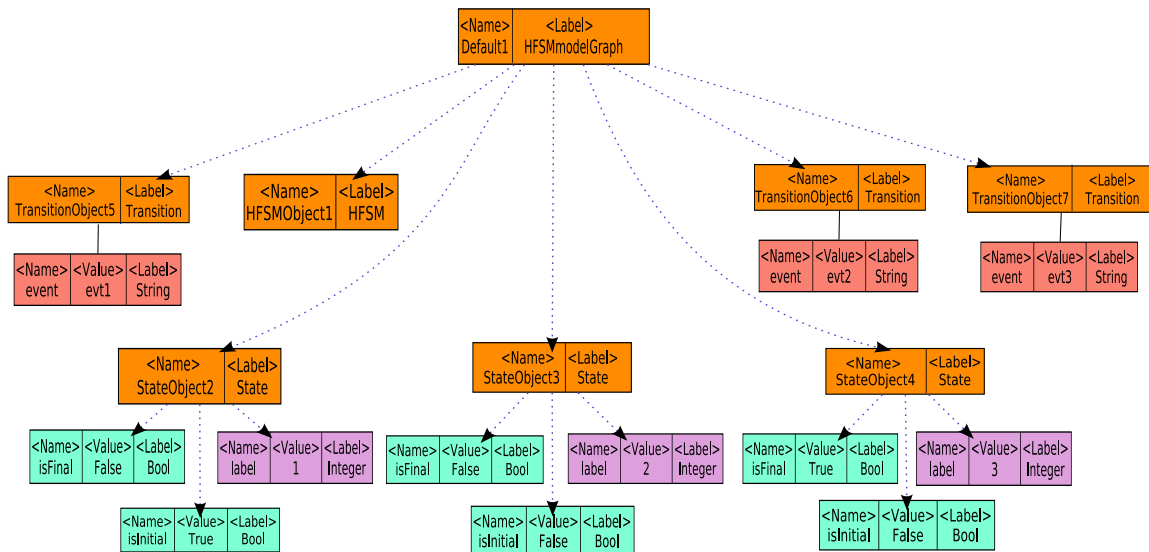 <Name> <Label>
Default1 HFSMmodelGraph
<Name> <Label>
TransitionObject5 Transition
<Name> <Label>
HFSMObject1 HFSM
<Name> <Label>
TransitionObject6 Transition
<Name> <Label>
TransitionObject7 Transition
<Name> <Value> <Label>
event evt1 String
<Name> <Value> <Label>
event evt2 String
<Name> <Value> <Label>
event evt3 String
<Name> <Label>
StateObject2 State
<Name> <Label>
StateObject3 State
<Name> <Label>
StateObject4 State
<Name> <Value> <Label>
isFinal False Bool
<Name> <Value> <Label>
label 1 Integer
<Name> <Value> <Label>
isFinal False Bool
<Name> <Value> <Label>
label 2 Integer
<Name> <Value> <Label>
isFinal True Bool
<Name> <Value> <Label>
label 3 Integer
<Name> <Value> <Label>
isInitial True Bool
<Name> <Value> <Label>
isInitial False Bool
<Name> <Value> <Label>
isInitial False Bool